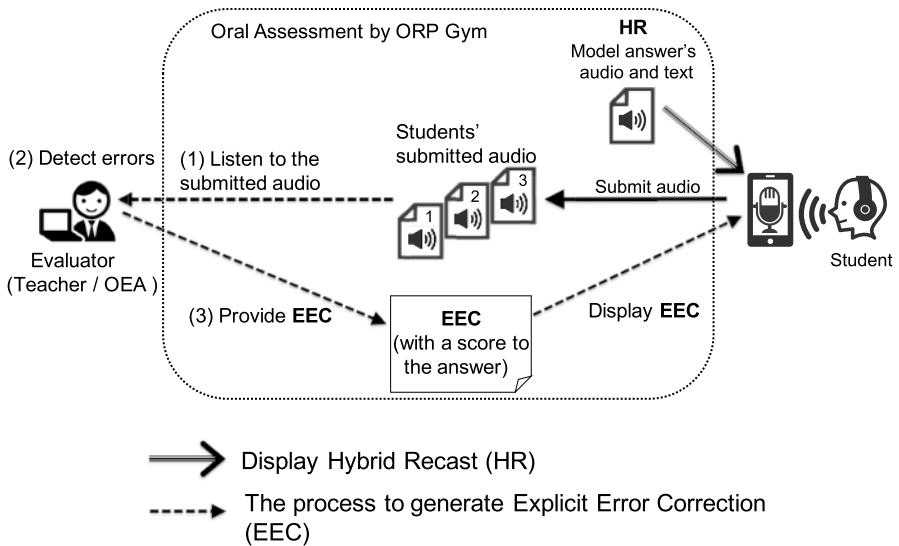 Oral Assessment by ORP Gym
HR
Model answer's
audio and text
Students'
submitted audio
(2) Detect errors
(1) Listen to the
submitted audio
1
2
3
Submit audio
Evaluator
(Teacher / OEA )
Student
(3) Provide EEC
EEC
(with a score to
the answer)
Display EEC
Display Hybrid Recast (HR)
The process to generate Explicit Error Correction
(EEC)